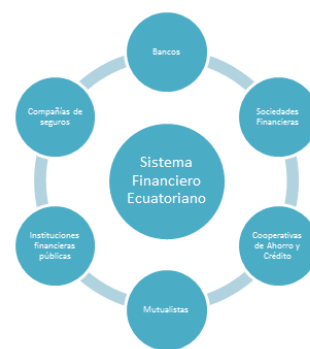 Bancos
Sociedades
Financieras
Cooperativas
de Ahorro y
Crédito
Mutualistas
Instituciones
financieras
públicas
Compañías de
seguros
Sistema
Financiero
Ecuatoriano